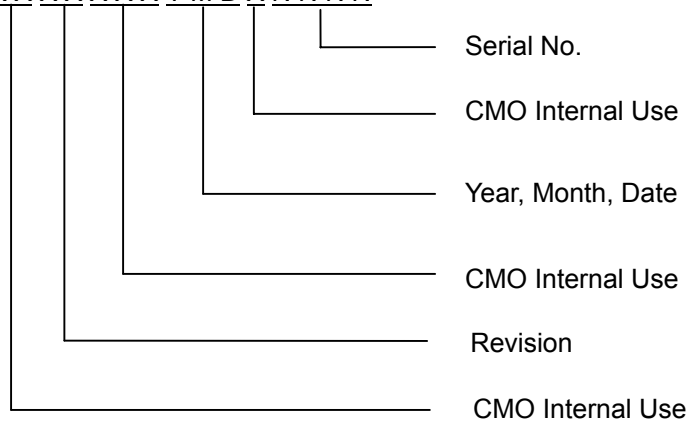 Serial No.
CMO Internal Use
Year, Month, Date
CMO Internal Use
Revision
CMO Internal Use